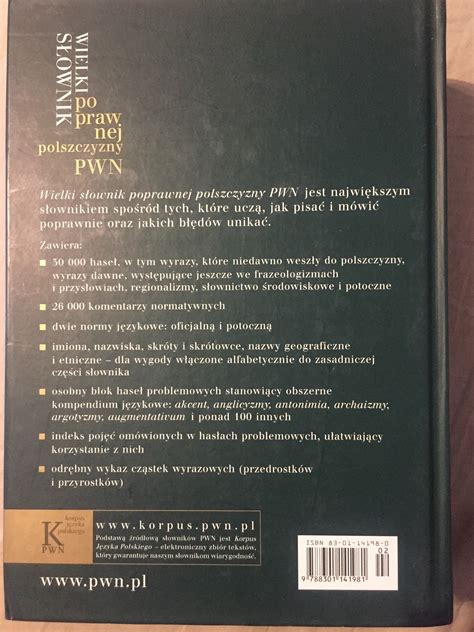 WIELKI
SŁOWNIK
po
praw
nej
polszczyzny
PWN
Wielki słownik poprawnej polszczyzny PWN jest największym
słownikiem spośród tych, które uczą, jak pisać i mówić
poprawnie oraz jakich błędów unikać.
Zawiera:
30 000 haseł, w tym wyrazy, które niedawno weszły do polszczyzny,
wyrazy dawne, występujące jeszcze we frazeologizmach
i przysłowiach, regionalizmy, słownictwo środowiskowe i potoczne
26 000 komentarzy normatywnych
dwie normy językowe: oficjalną i potoczną
imiona, nazwiska, skróty i skrótowce, nazwy geograficzne
i etniczne – dla wygody włączone alfabetycznie do zasadniczej
części słownika
osobny blok haseł problemowych stanowiący obszerne
kompendium językowe: akcent, anglicyzmy, antonimia, archaizmy,
argotyzmy, augmentativum i ponad 100 innych
indeks pojęć omówionych w hasłach problemowych, ułatwiający
korzystanie z nich
odrębny wykaz cząstek wyrazowych (przedrostków
i przyrostków)
K
korpus
języka
polskiego
PWN
www.korpus.pwn.pl
Podstawą źródłową słowników PWN jest Korpus
Języka Polskiego – elektroniczny zbiór tekstów,
który gwarantuje naszym słownikom wiarygodność.
www.pwn.pl
ISBN 83-01-14198-0
02
9788301141981